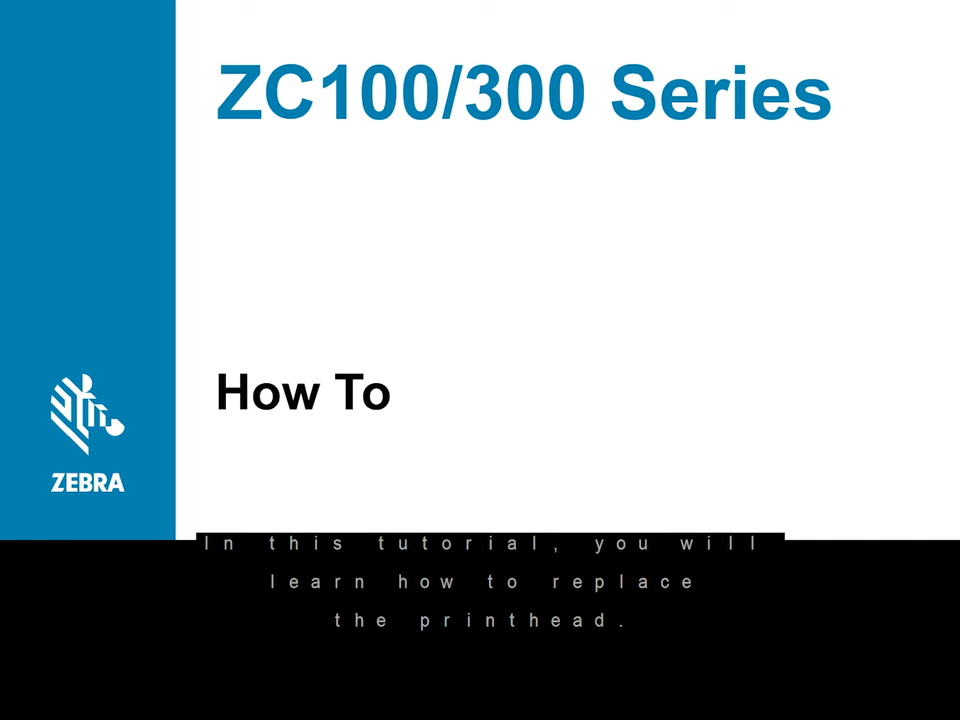 ZC100/300 Series
How To
ZEBRA
In this tutorial, you will
learn how to replace
the printhead.